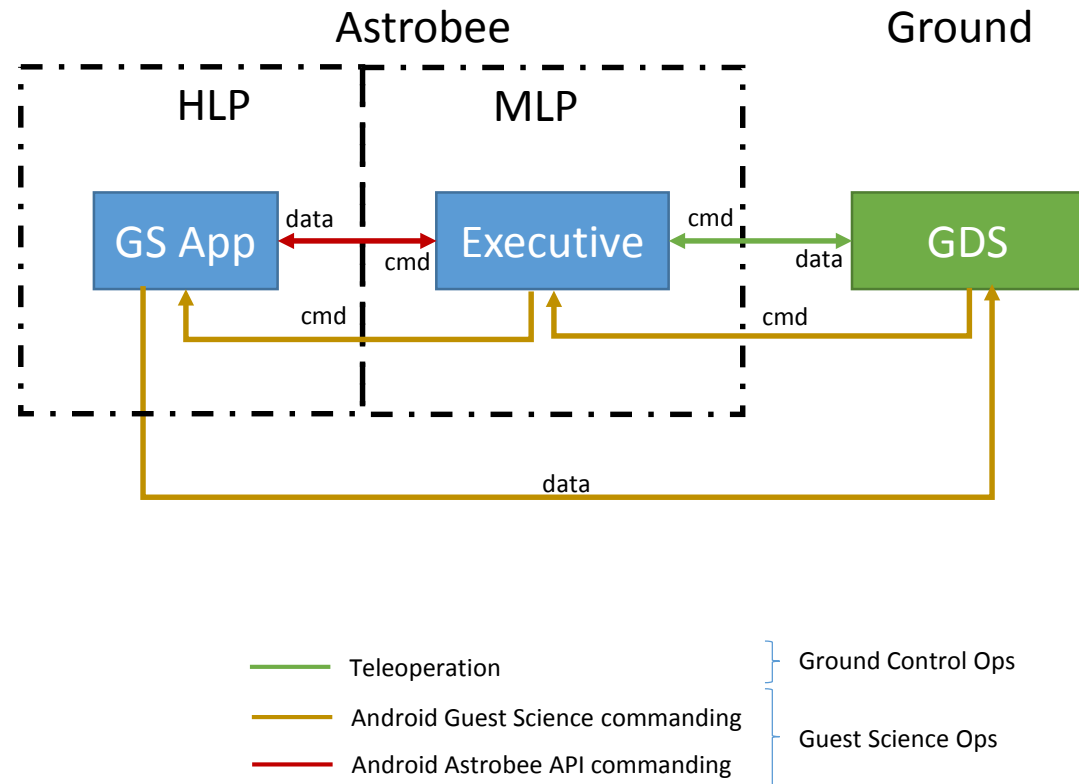 Astrobee
Ground
HLP
MLP
GS App
data
cmd
Executive
cmd
data
GDS
cmd
cmd
data
Teleoperation
Ground Control Ops
Android Guest Science commanding
Guest Science Ops
Android Astrobee API commanding